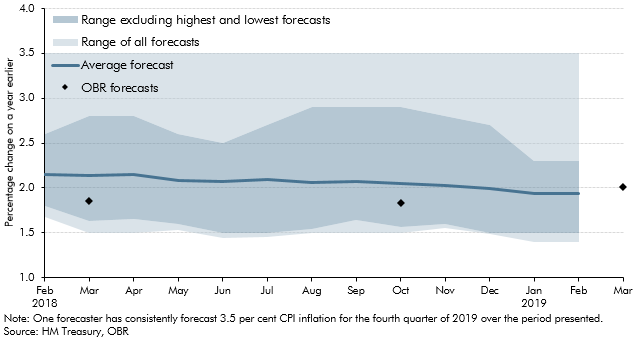 4.0
3.5
3.0
2.5
2.0
1.5
1.0
Percentage change on a year earlier
Range excluding highest and lowest forecasts
Range of all forecasts
Average forecast
OBR forecasts
Feb Mar Apr May Jun Jul Aug Sep Oct Nov Dec Jan Feb Mar
2018 2019
Note: One forecaster has consistently forecast 3.5 per cent CPI inflation for the fourth quarter of 2019 over the period presented.
Source: HM Treasury, OBR